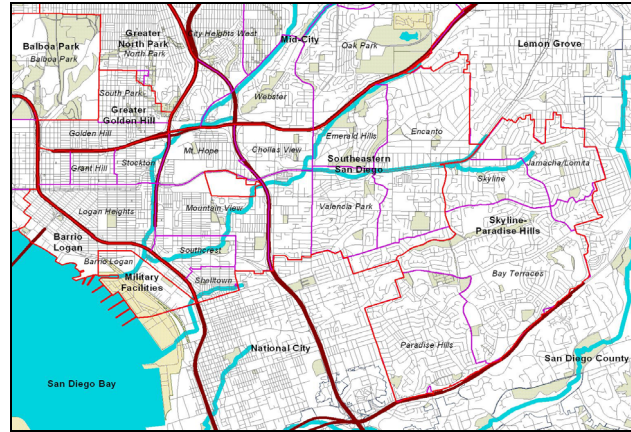 Balboa Park
Balboa Park
Greater
North Park
North Park
City Heights West
Mid-City
Oak Park
Lemon Grove
South Park
Greater
Golden Hill
Webster
Golden Hill
Stockton
Mt. Hope
Chollas View
Emerald Hills
Encanto
Southeastern
San Diego
Grant Hill
Skyline
Jamacha/Lomita
Logan Heights
Mountain View
Valencia Park
Skyline-
Paradise Hills
Barrio
Logan
Barrio Logan
Southcrest
Military
Facilities
Shelltown
Bay Terraces
National City
Paradise Hills
San Diego County
San Diego Bay